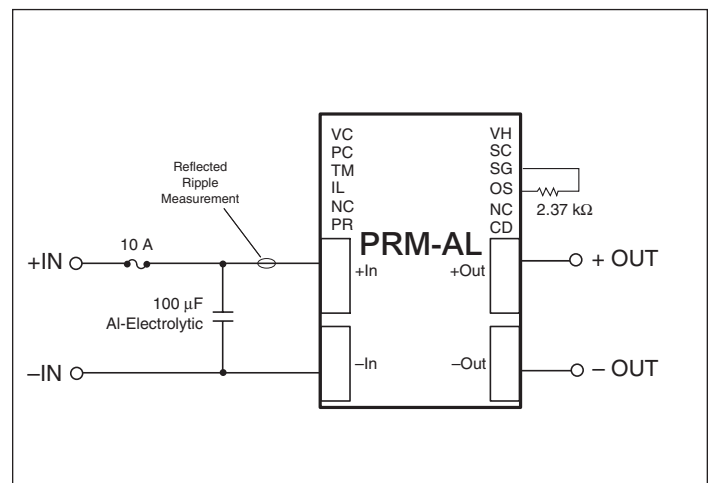 VC
PC
TM
IL
NC
PR
VH
SC
SG
OS
NC
CD
2.37 kΩ
Reflected
Ripple
Measurement
PRM-AL
10 A
+IN
+In
+Out
+ OUT
100 μF
Al-Electrolytic
–IN
–In
–Out
– OUT